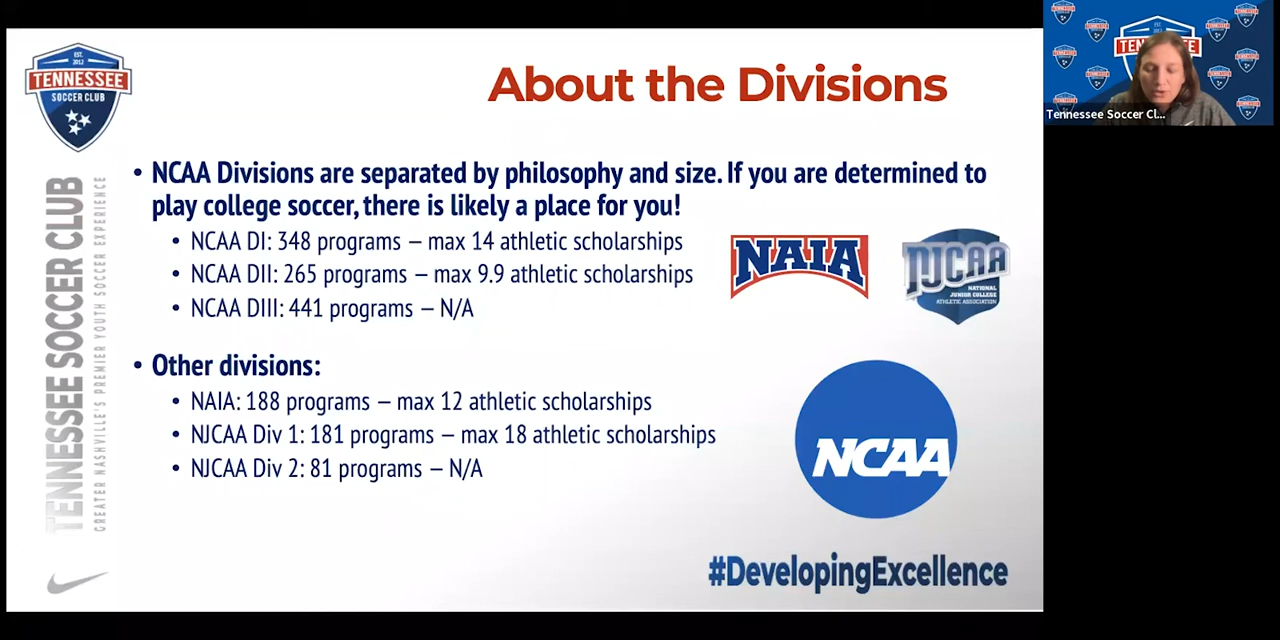 EST.
2012
TENNESSEE
SOCCER CLUB
About the Divisions
TENNESSEE SOCCER CLUB
GREATER NASHVILLE'S PREMIER YOUTH SOCCER EXPERIENCE
• NCAA Divisions are separated by philosophy and size. If you are determined to
play college soccer, there is likely a place for you!
• NCAA DI: 348 programs – max 14 athletic scholarships
• NCAA DII: 265 programs – max 9.9 athletic scholarships
• NCAA DIII: 441 programs – N/A
NAIA
NJCAA
NATIONAL
JUNIOR COLLEGE
ATHLETIC ASSOCIATION
• Other divisions:
• NAIA: 188 programs – max 12 athletic scholarships
• NJCAA Div 1: 181 programs – max 18 athletic scholarships
• NJCAA Div 2: 81 programs – N/A
NCAA
#DevelopingExcellence
Tennessee Soccer Cl...